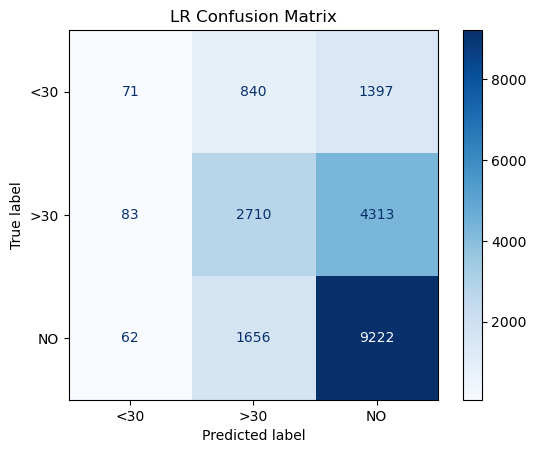 LR Confusion Matrix
<30 71 840 1397
>30 83 2710 4313
NO 62 1656 9222
<30 >30 NO
Predicted label
True label
8000
6000
4000
2000